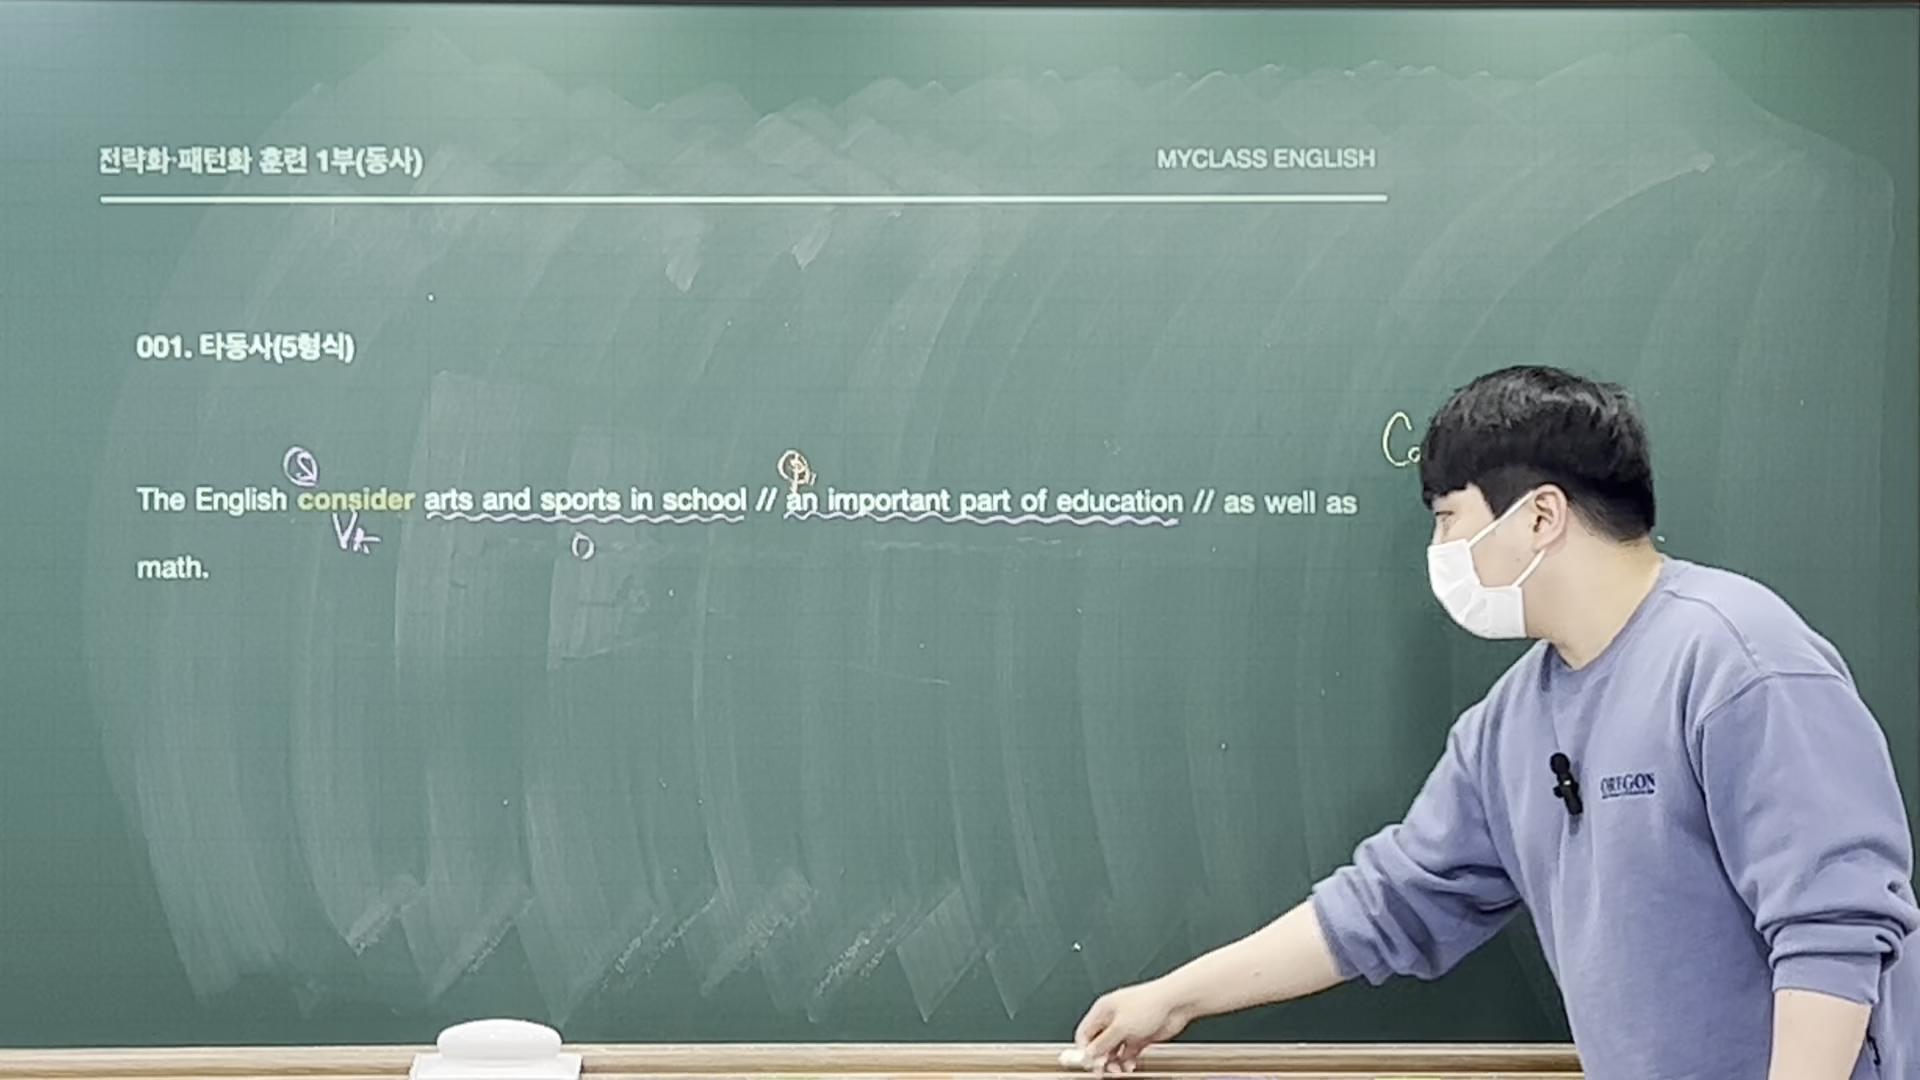 전략화·패턴화 훈련 1부(동사)
MYCLASS ENGLISH
001. 타동사(5형식)
The English consider arts and sports in school // an important part of education // as well as
math.
O
OREGON